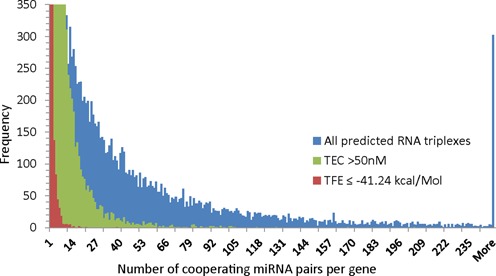 350
300
250
200
150
100
50
0
Frequency
All predicted RNA triplexes
TEC >50nM
TFE ≤ -41.24 kcal/Mol
1 14 27 40 53 66 79 92 105 118 131 144 157 170 183 196 209 222 235 More
Number of cooperating miRNA pairs per gene